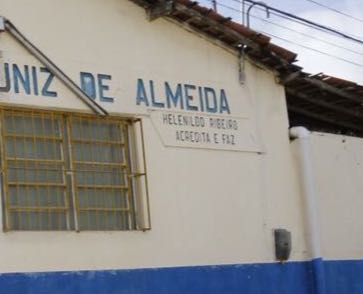 UNIZ DE ALMEIDA
HELENILDO RIBEIRO
ACREDITA E FAZ